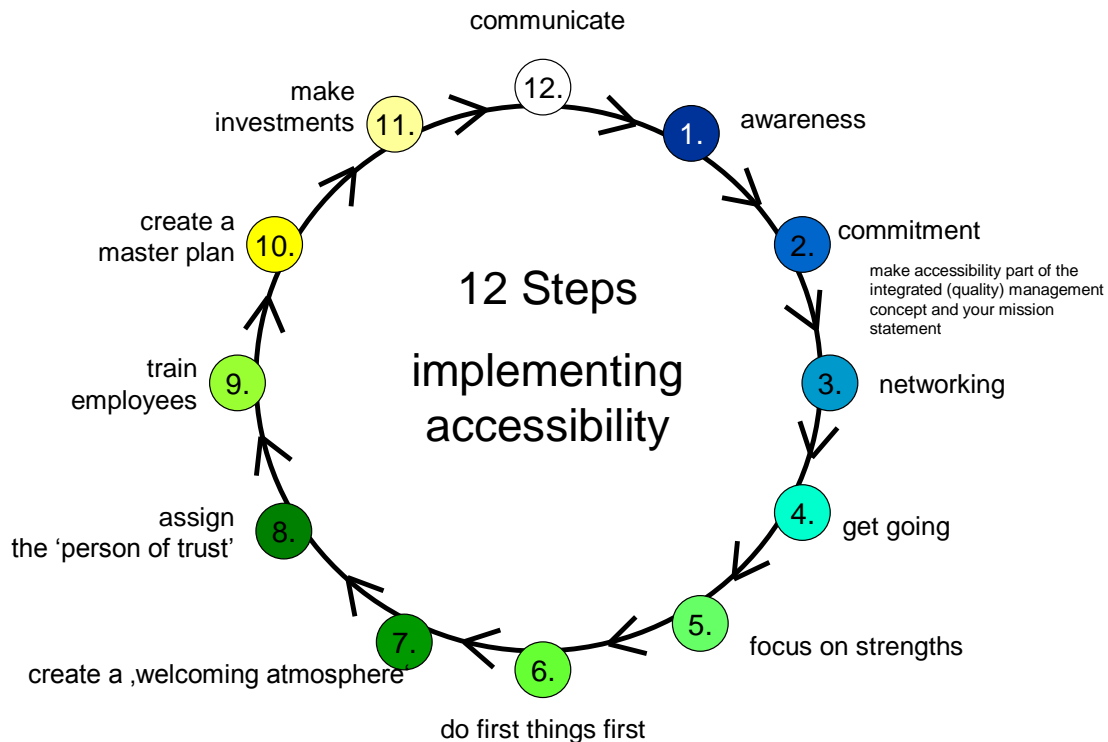 communicate
12.
1.
awareness
2.
commitment
make accessibility part of the
integrated (quality) management
concept and your mission
statement
3.
networking
4.
get going
5.
focus on strengths
6.
do first things first
7.
create a ‚welcoming atmosphere‘
8.
assign
the ‘person of trust’
9.
train
employees
10.
create a
master plan
11.
make
investments
12 Steps
implementing
accessibility